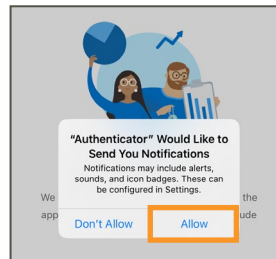 "Authenticator" Would Like to
Send You Notifications
Notifications may include alerts,
sounds, and icon badges. These can
be configured in Settings.
We the
app ude
Don't Allow Allow